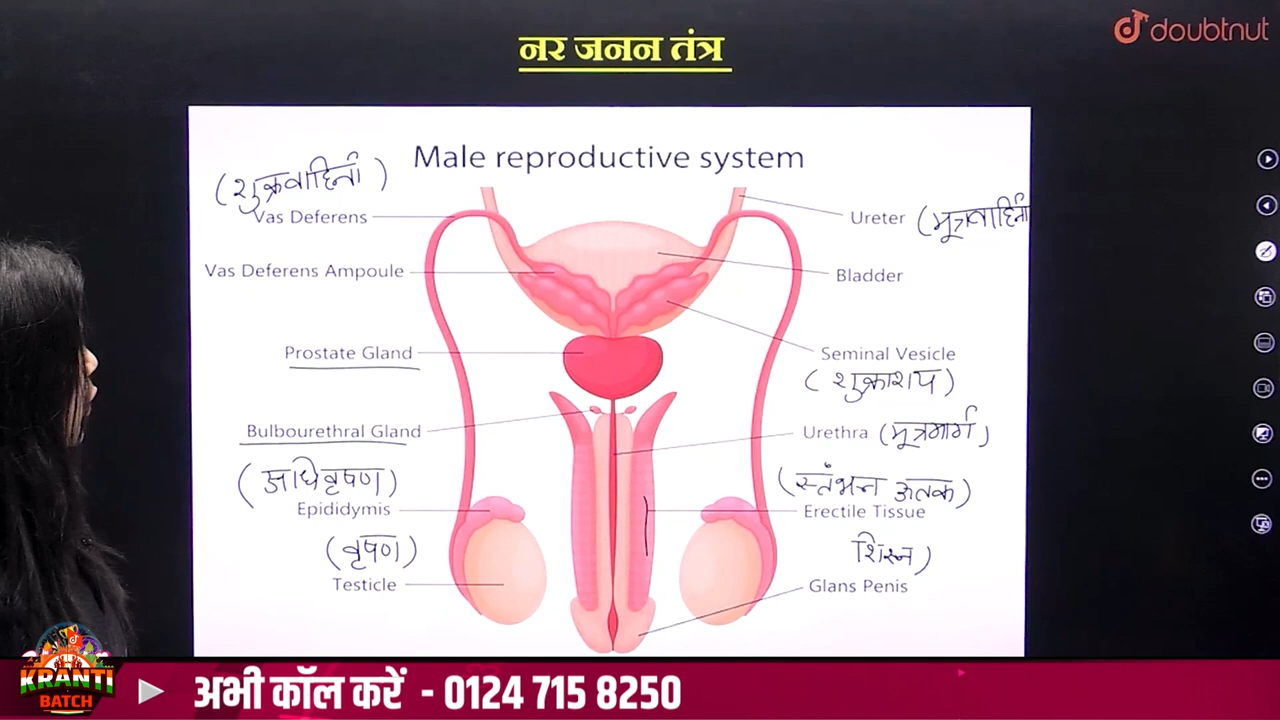 नर जनन तंत्र
doubtnut
Male reproductive system
(शुक्रवाहिनी)
Vas Deferens
Ureter (मूत्रवाहिनी
Vas Deferens Ampoule
Bladder
Prostate Gland
Seminal Vesicle
(शुक्राशय)
Bulbourethral Gland
Urethra (मूत्रमार्ग)
(अधिवृषण)
(स्तंभन ऊतक)
Epididymis
Erectile Tissue
(वृषण)
शिश्न)
Testicle
Glans Penis
KRANTI
BATCH
अभी कॉल करें - 0124 715 8250